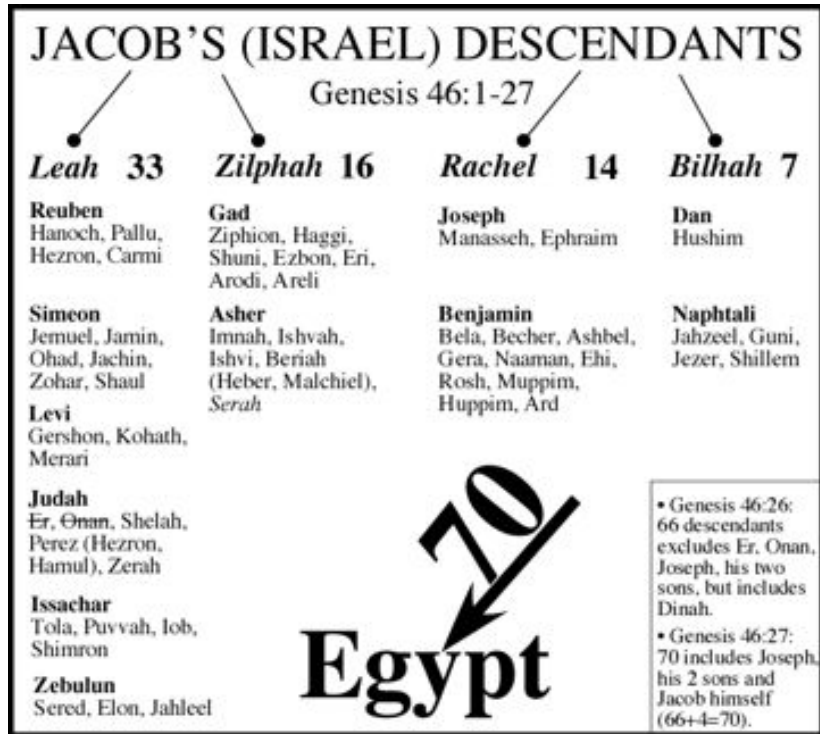 JACOB'S (ISRAEL) DESCENDANTS
Genesis 46:1-27
Leah 33
Reuben
Hanoch, Pallu,
Hezron, Carmi
Simeon
Jemuel, Jamin,
Ohad, Jachin,
Zohar, Shaul
Levi
Gershon, Kohath,
Merari
Judah
Er, Onan, Shelah,
Perez (Hezron,
Hamul), Zerah
Issachar
Tola, Puvvah, Iob,
Shimron
Zebulun
Sered, Elon, Jahleel
Zilphah 16
Gad
Ziphion, Haggi,
Shuni, Ezbon, Eri,
Arodi, Areli
Asher
Imnah, Ishvah,
Ishvi, Beriah
(Heber, Malchiel),
Serah
Rachel 14
Joseph
Manasseh, Ephraim
Benjamin
Bela, Becher, Ashbel,
Gera, Naaman, Ehi,
Rosh, Muppim,
Huppim, Ard
Bilhah 7
Dan
Hushim
Naphtali
Jahzeel, Guni,
Jezer, Shillem
70
Egypt
• Genesis 46:26:
66 descendants
excludes Er, Onan,
Joseph, his two
sons, but includes
Dinah.
• Genesis 46:27:
70 includes Joseph,
his 2 sons and
Jacob himself
(66+4=70).